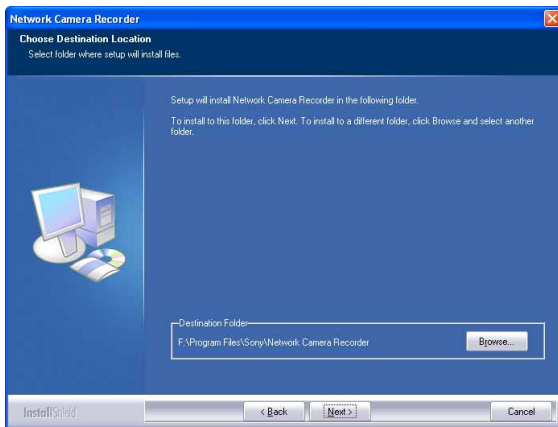 Network Camera Recorder
Choose Destination Location
Select folder where setup will install files.
Setup will install Network Camera Recorder in the following folder.
To install to this folder, click Next. To install to a different folder, click Browse and select another
folder.
Destination Folder
F:\Program Files\Sony\Network Camera Recorder
Browse...
InstallShield
< Back
Next >
Cancel